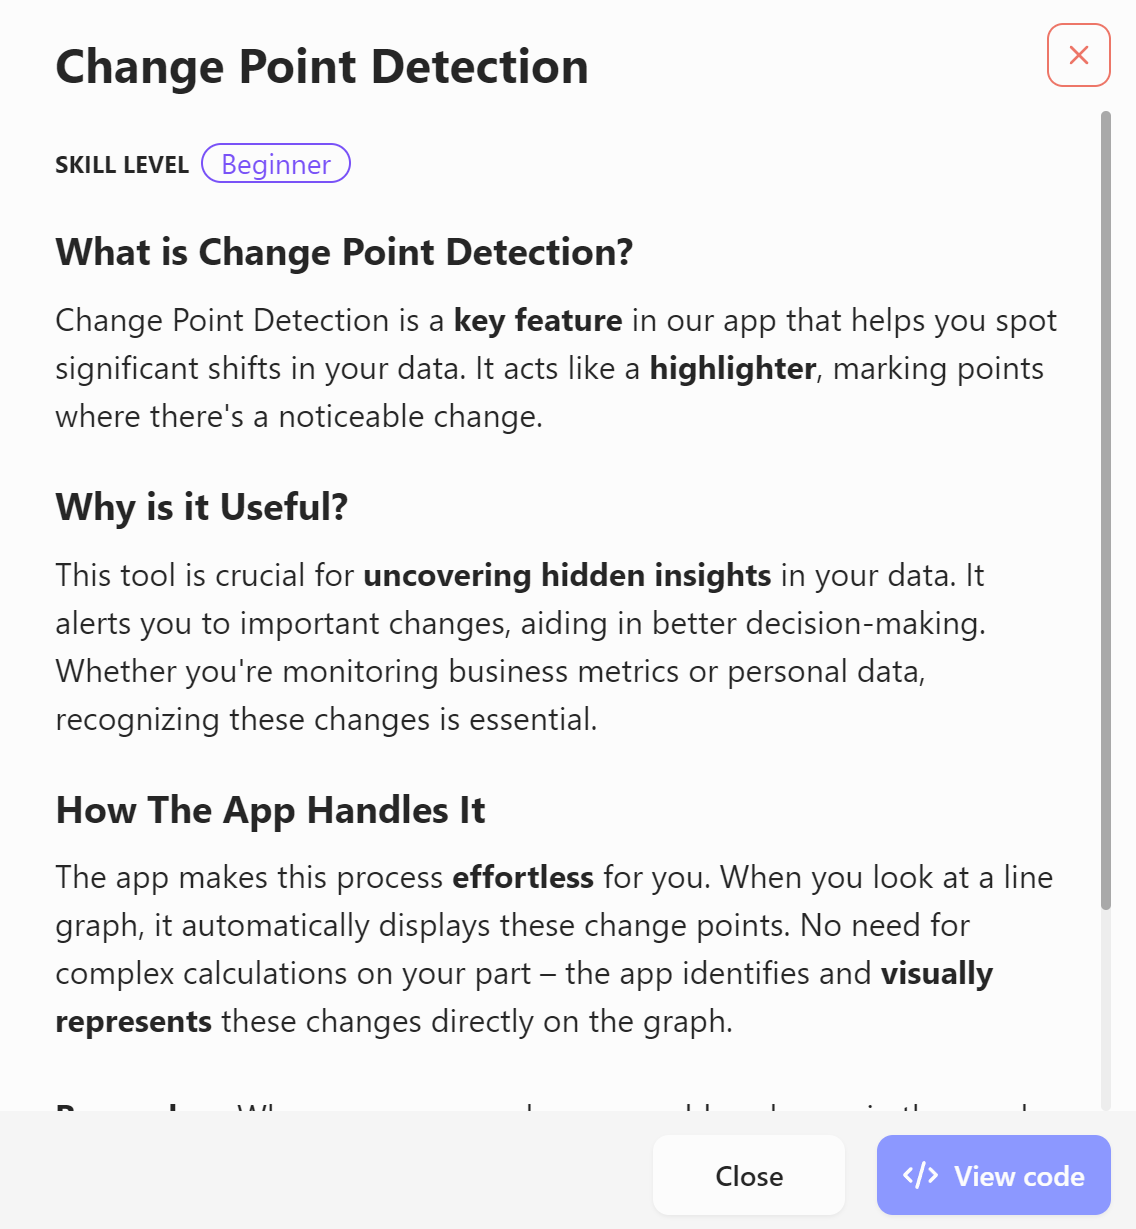 Change Point Detection
SKILL LEVEL Beginner
What is Change Point Detection?
Change Point Detection is a key feature in our app that helps you spot
significant shifts in your data. It acts like a highlighter, marking points
where there's a noticeable change.
Why is it Useful?
This tool is crucial for uncovering hidden insights in your data. It
alerts you to important changes, aiding in better decision-making.
Whether you're monitoring business metrics or personal data,
recognizing these changes is essential.
How The App Handles It
The app makes this process effortless for you. When you look at a line
graph, it automatically displays these change points. No need for
complex calculations on your part – the app identifies and visually
represents these changes directly on the graph.
Close
</> View code